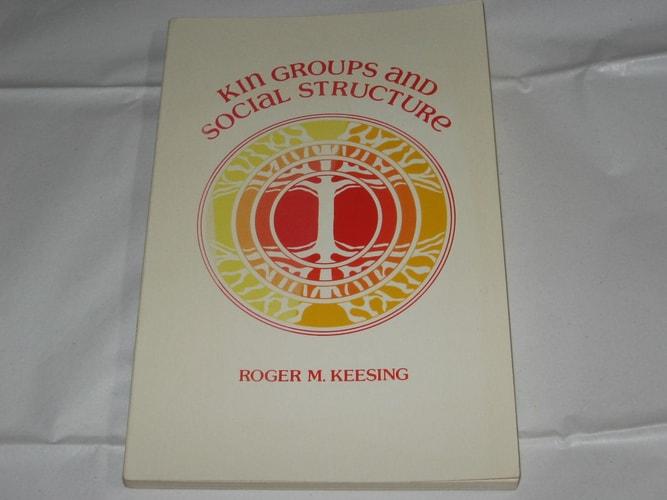 KIN GROUPS AND
SOCIAL STRUCTURE
ROGER M. KEESING